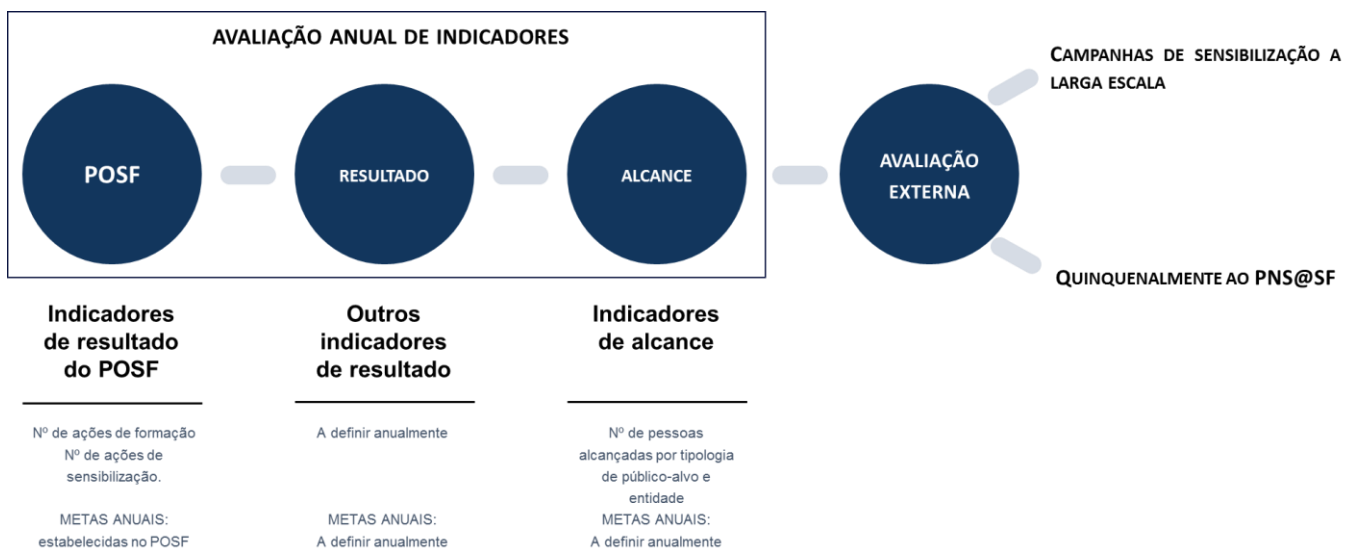 AVALIAÇÃO ANUAL DE INDICADORES
POSF
RESULTADO
ALCANCE
AVALIAÇÃO
EXTERNA
CAMPANHAS DE SENSIBILIZAÇÃO A
LARGA ESCALA
QUINQUENALMENTE AO PNS@SF
Indicadores
de resultado
do POSF
Nº de ações de formação
Nº de ações de
sensibilização.
METAS ANUAIS:
estabelecidas no POSF
Outros
indicadores
de resultado
A definir anualmente
METAS ANUAIS:
A definir anualmente
Indicadores
de alcance
Nº de pessoas
alcançadas por tipologia
de público-alvo e
entidade
METAS ANUAIS:
A definir anualmente